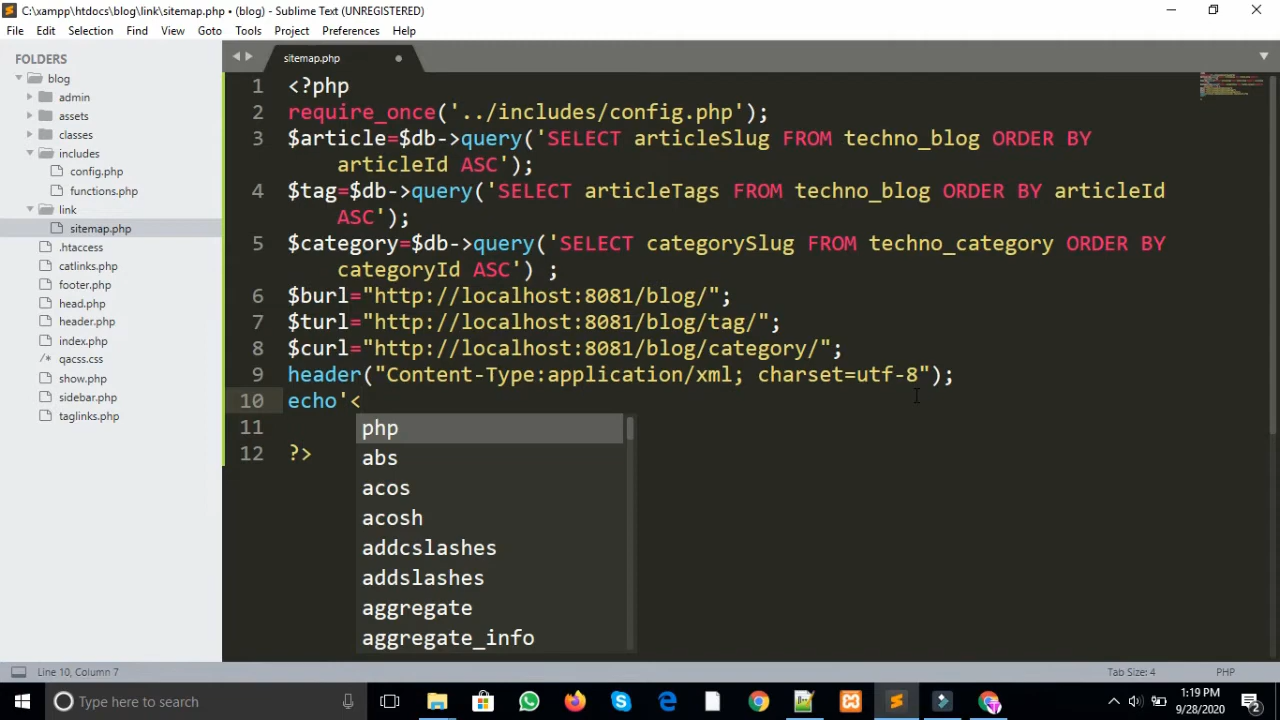 C:\xampp\htdocs\blog\link\sitemap.php • (blog) - Sublime Text (UNREGISTERED)
File Edit Selection Find View Goto Tools Project Preferences Help
FOLDERS
blog
admin
assets
classes
includes
config.php
functions.php
link
sitemap.php
.htaccess
catlinks.php
footer.php
head.php
header.php
index.php
qacss.css
show.php
sidebar.php
taglinks.php
sitemap.php
1 <?php
2 require_once('../includes/config.php');
3 $article=$db->query('SELECT articleSlug FROM techno_blog ORDER BY
articleId ASC');
4 $tag=$db->query('SELECT articleTags FROM techno_blog ORDER BY articleId
ASC');
5 $category=$db->query('SELECT categorySlug FROM techno_category ORDER BY
categoryId ASC') ;
6 $burl="http://localhost:8081/blog/";
7 $turl="http://localhost:8081/blog/tag/";
8 $curl="http://localhost:8081/blog/category/";
9 header("Content-Type:application/xml; charset=utf-8");
10 echo'<
11
12 ?>
php
abs
acos
acosh
addcslashes
addslashes
aggregate
aggregate_info
Line 10, Column 7
Tab Size: 4
PHP
Type here to search
1:19 PM
9/28/2020
2